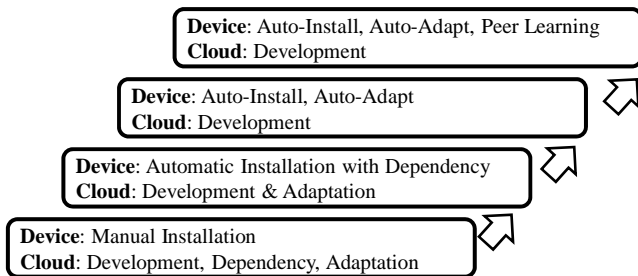 Device: Auto-Install, Auto-Adapt, Peer Learning
Cloud: Development
Device: Auto-Install, Auto-Adapt
Cloud: Development
Device: Automatic Installation with Dependency
Cloud: Development & Adaptation
Device: Manual Installation
Cloud: Development, Dependency, Adaptation